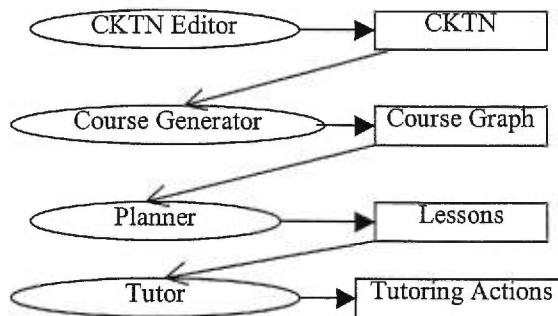 CKTN Editor
CKTN
Course Generator
Course Graph
Planner
Lessons
Tutor
Tutoring Actions